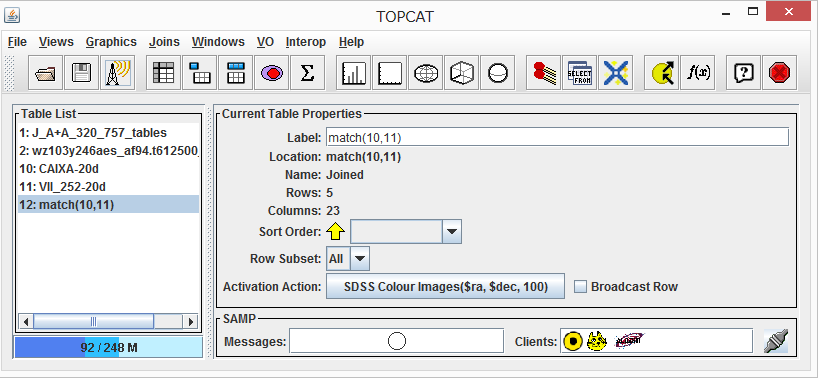 TOPCAT
File Views Graphics Joins Windows VO Interop Help
SELECT FROM f(x)
Table List
1: J_A+A_320_757_tables
2: wz103y246aes_af94.t612500_
10: CAIXA-20d
11: VII_252-20d
12: match(10,11)
92 / 248 M
Current Table Properties
Label: match(10,11)
Location: match(10,11)
Name: Joined
Rows: 5
Columns: 23
Sort Order:
Row Subset: All
Activation Action: SDSS Colour Images($ra, $dec, 100) Broadcast Row
SAMP
Messages: Clients: